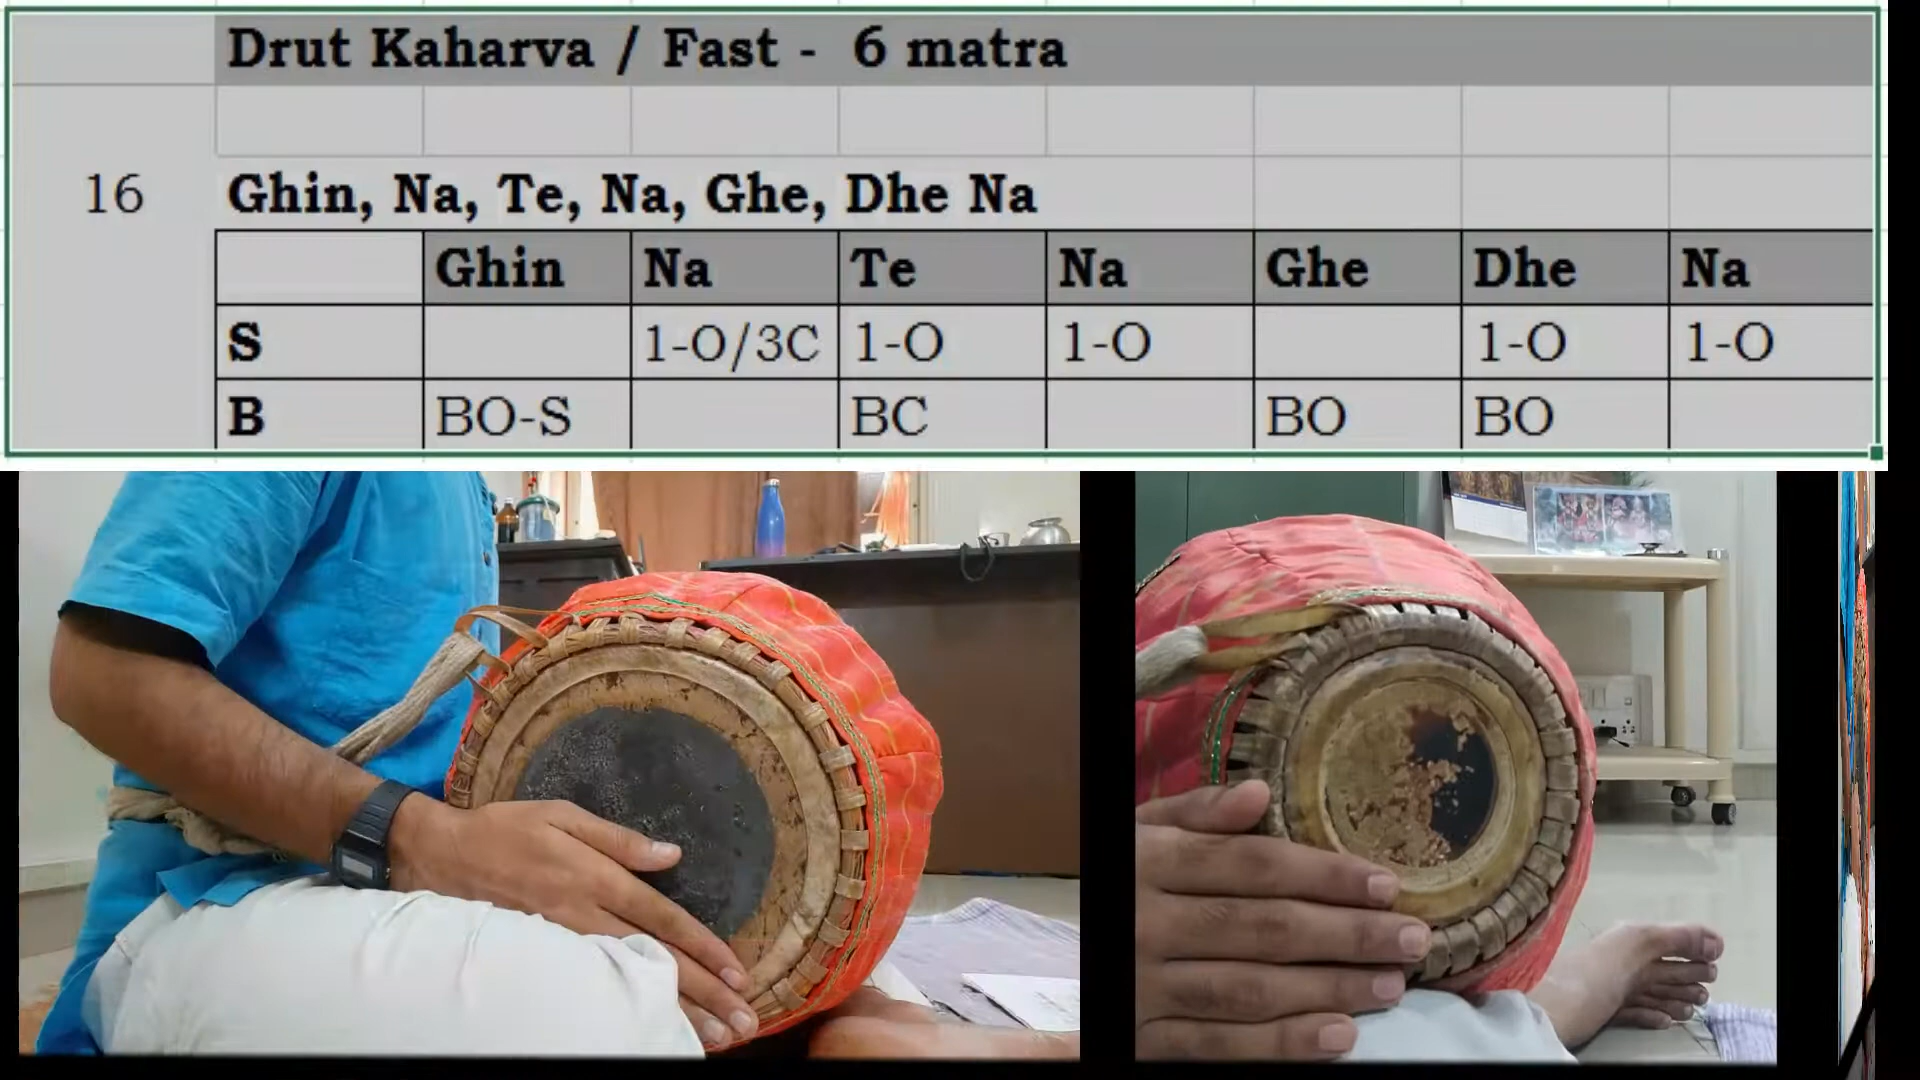 Drut Kaharva / Fast - 6 matra
16 Ghin, Na, Te, Na, Ghe, Dhe Na
Ghin Na Te Na Ghe Dhe Na
S 1-O/3C 1-O 1-O 1-O 1-O
B BO-S BC BO BO